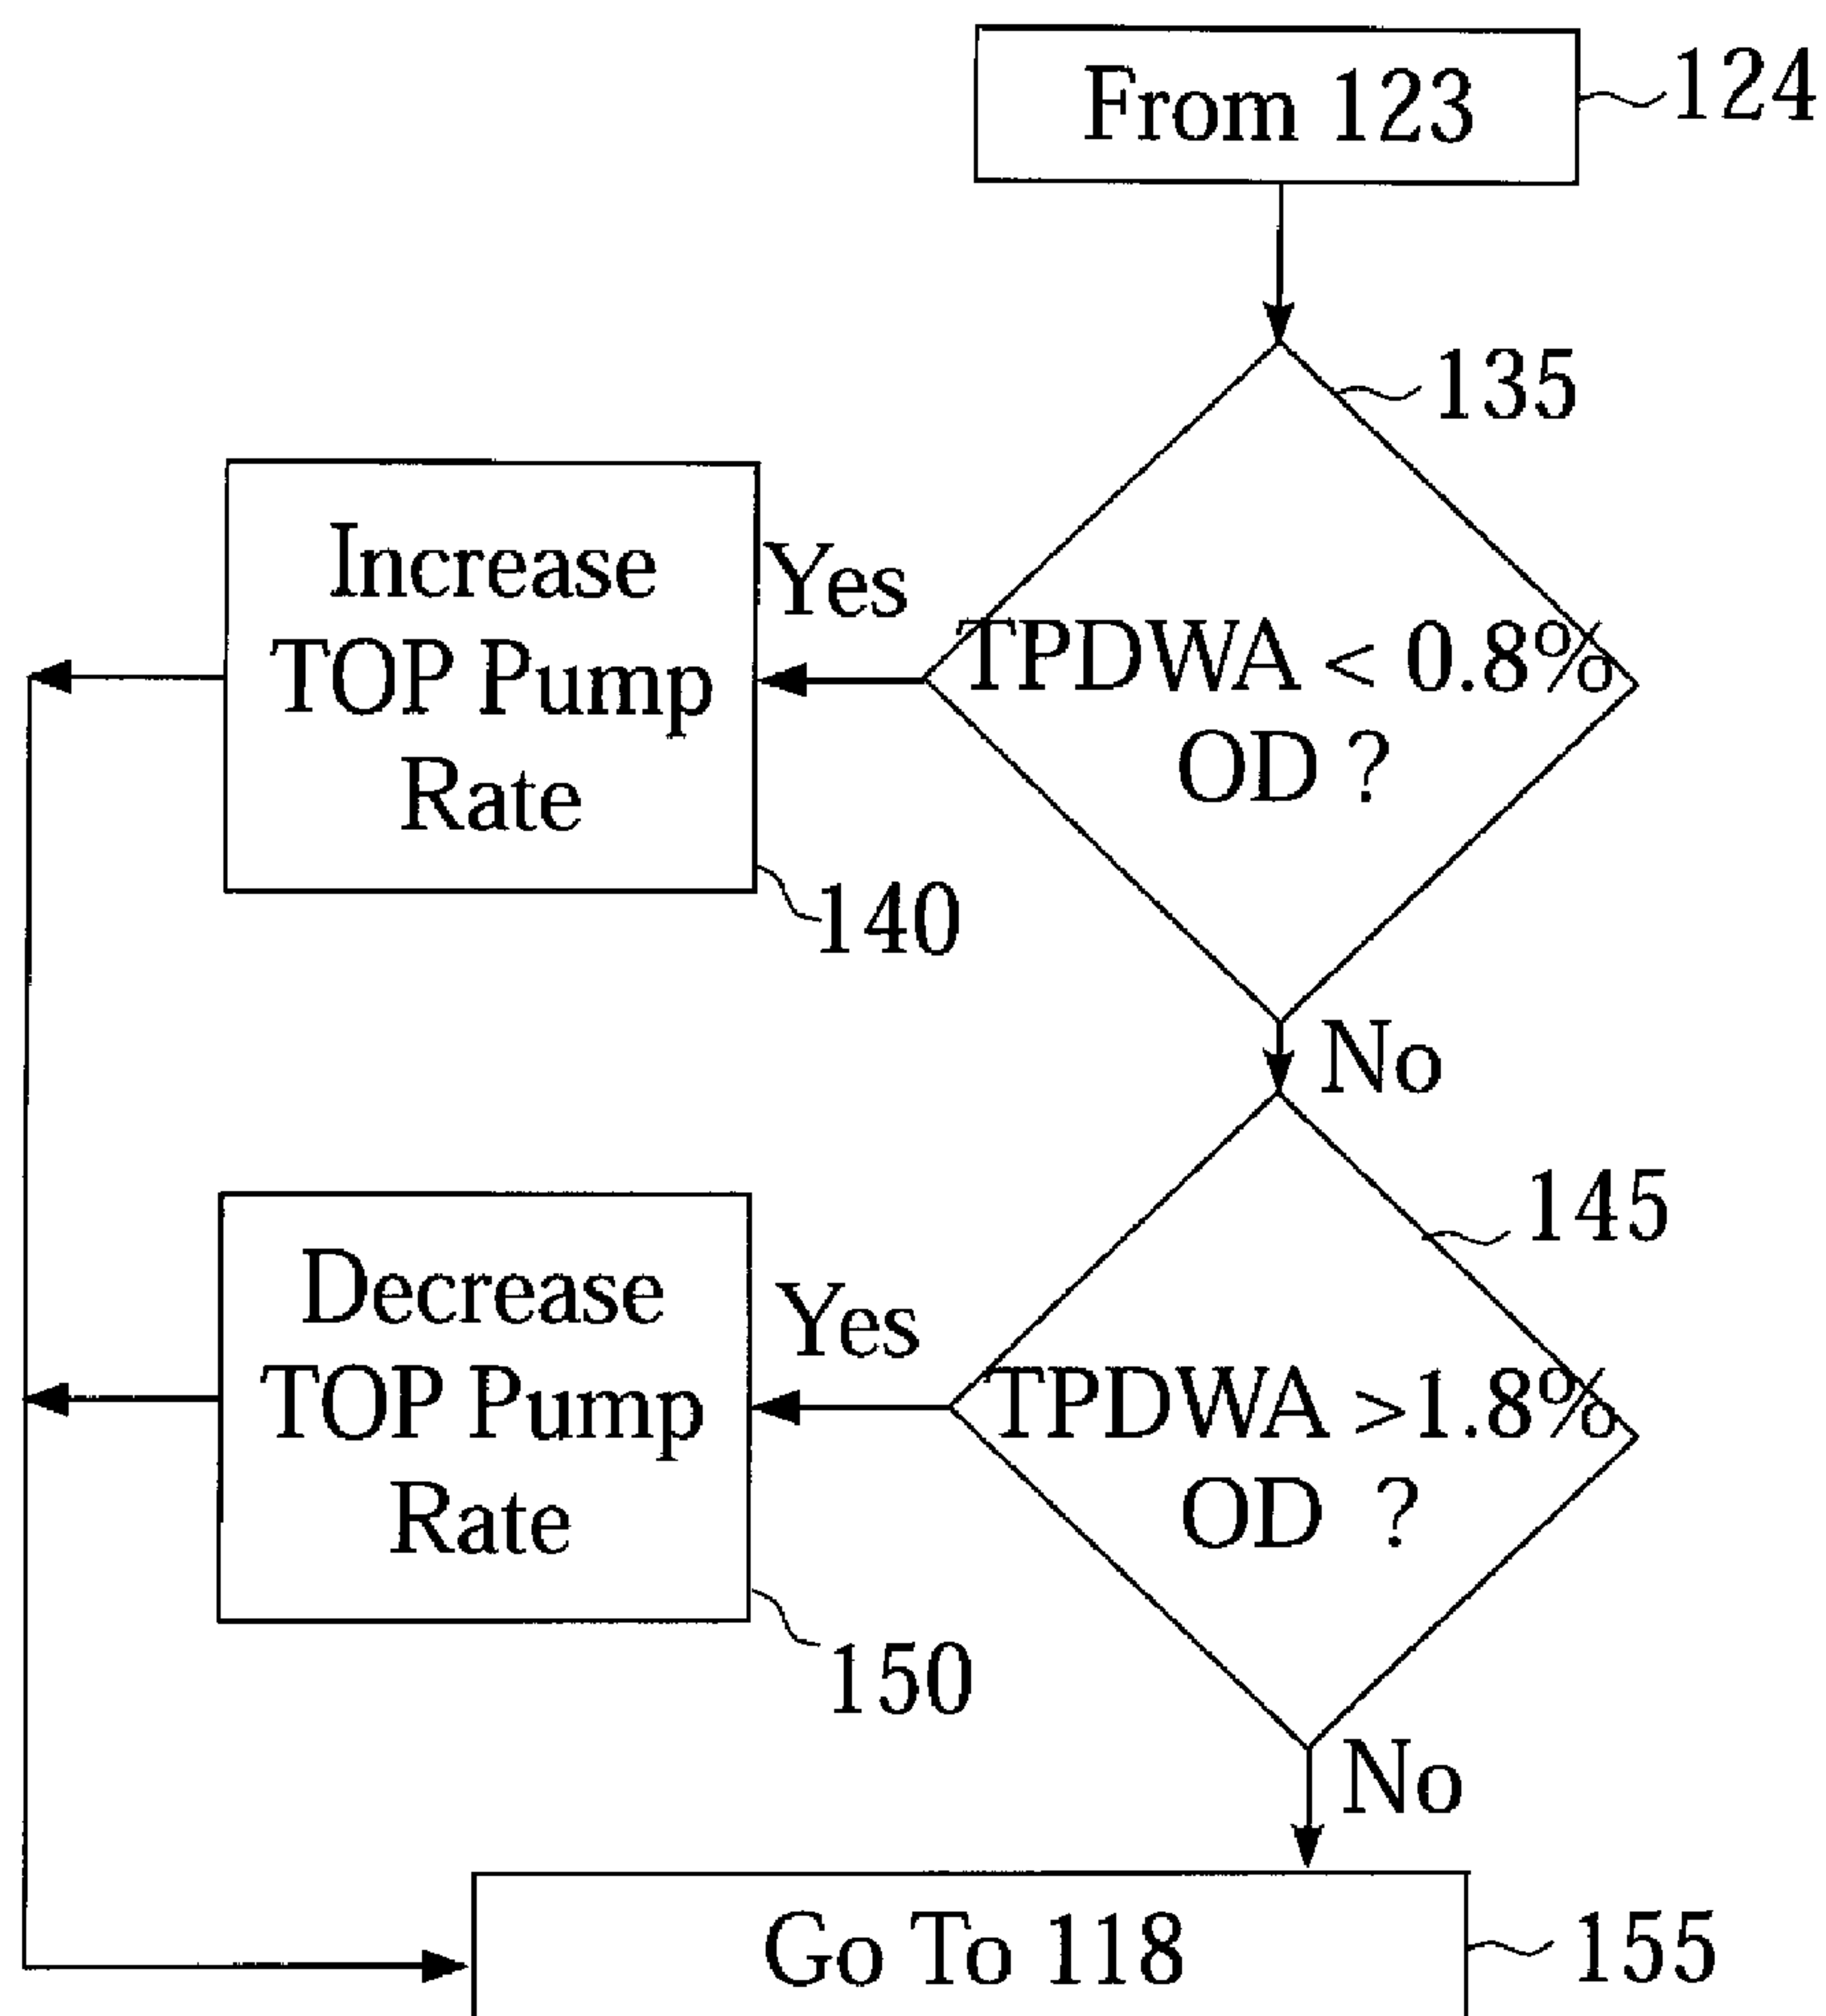 From 123
124
135
TPDWA < 0.8%
OD ?
Yes
Increase
TOP Pump
Rate
140
No
145
TPDWA >1.8%
OD ?
Yes
Decrease
TOP Pump
Rate
150
No
Go To 118
155